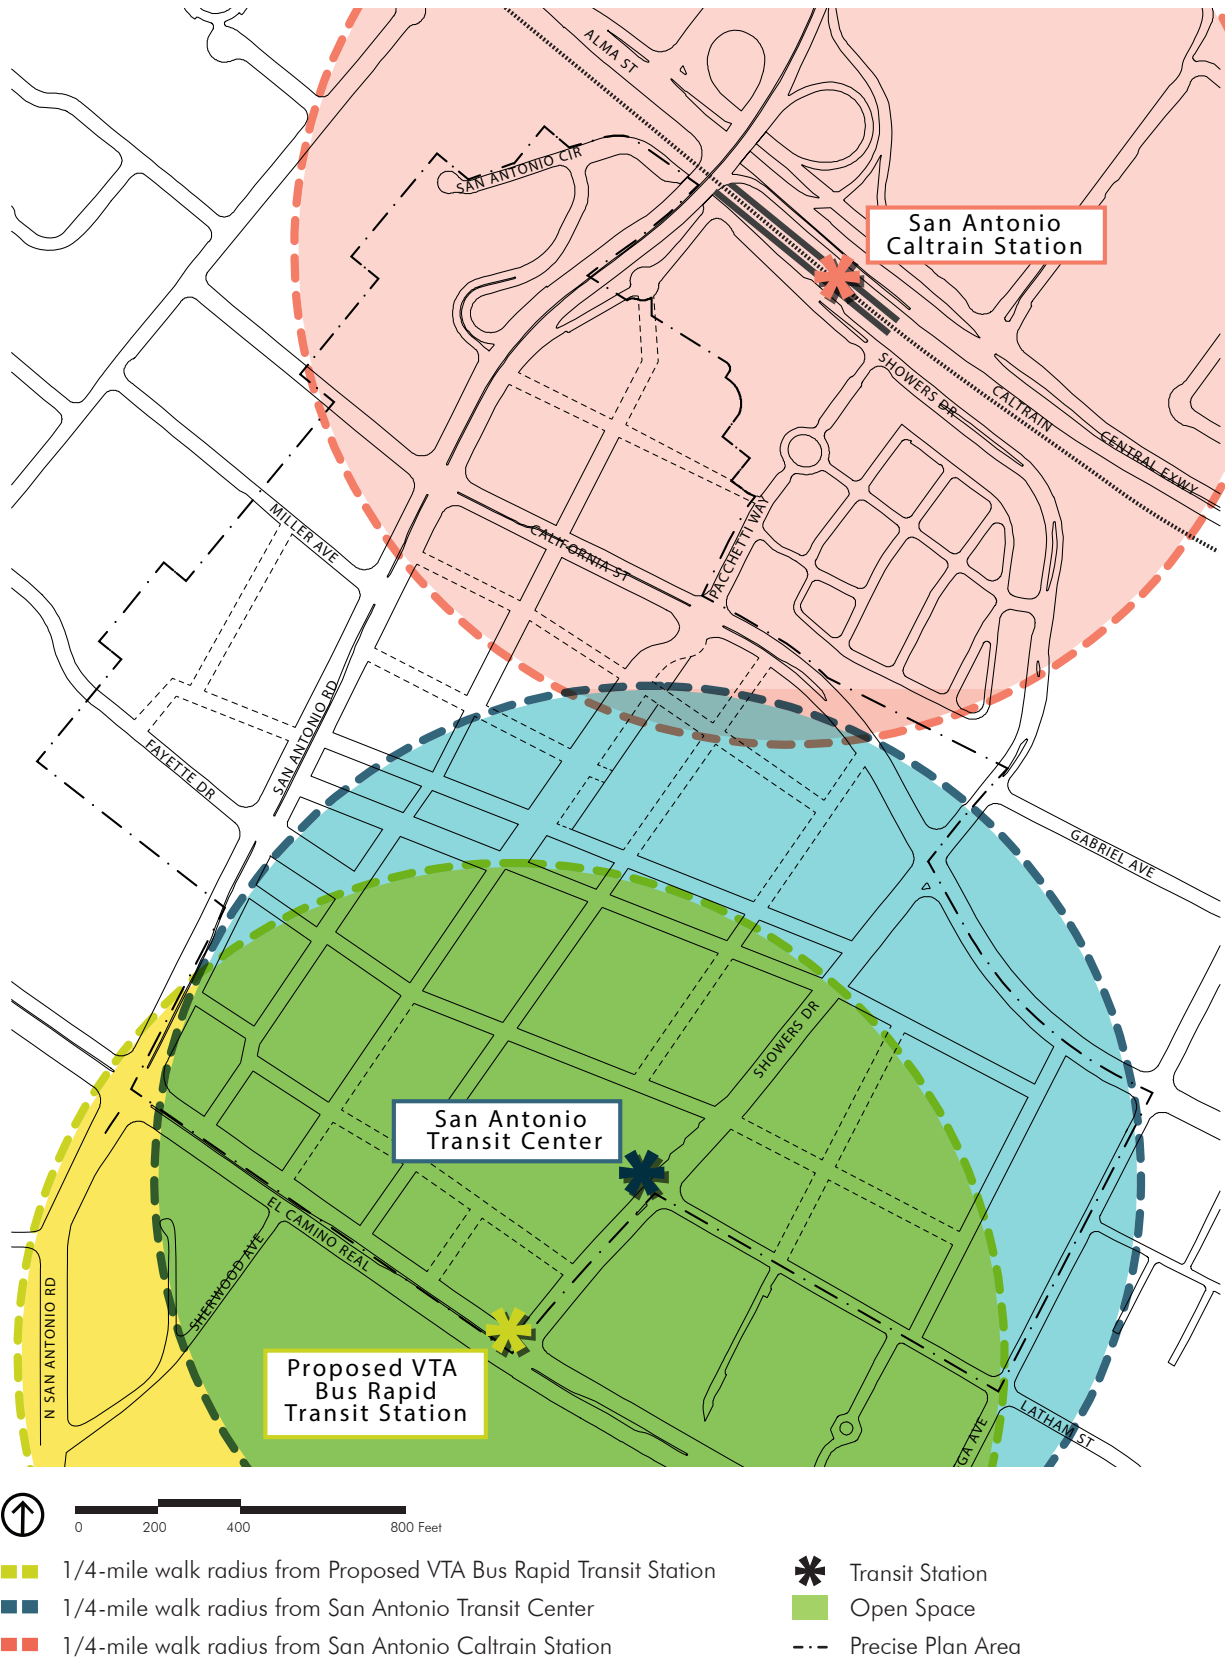 ALMA ST
SAN ANTONIO CIR
San Antonio
Caltrain Station
SHOWERS DR
CALTRAIN
CENTRAL EXWY
MILLER AVE
CALIFORNIA ST
PACCHETTI WAY
SAN ANTONIO RD
FAYETTE DR
GABRIEL AVE
SHOWERS DR
San Antonio
Transit Center
EL CAMINO REAL
SHERWOOD AVE
N SAN ANTONIO RD
Proposed VTA
Bus Rapid
Transit Station
LATHAM ST
GA AVE
0 200 400 800 Feet
1/4-mile walk radius from Proposed VTA Bus Rapid Transit Station
1/4-mile walk radius from San Antonio Transit Center
1/4-mile walk radius from San Antonio Caltrain Station
Transit Station
Open Space
Precise Plan Area